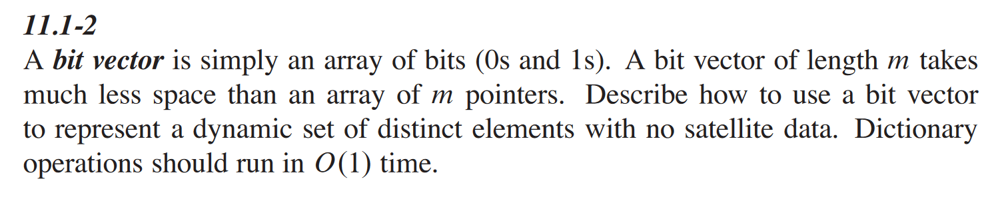 11.1-2
A bit vector is simply an array of bits (0s and 1s). A bit vector of length m takes
much less space than an array of m pointers. Describe how to use a bit vector
to represent a dynamic set of distinct elements with no satellite data. Dictionary
operations should run in O(1) time.